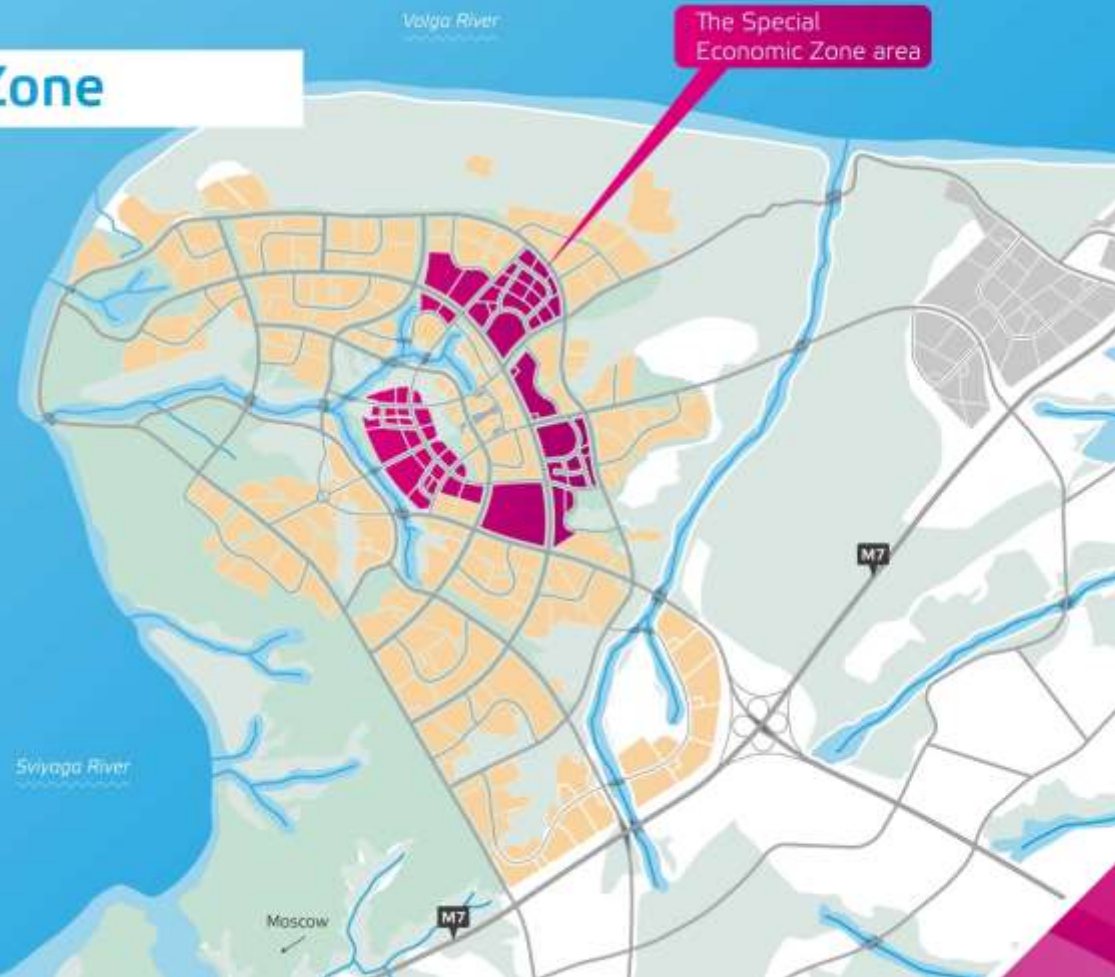 Volga River
The Special
Economic Zone area
Zone
M7
Sviyaga River
Moscow
M7